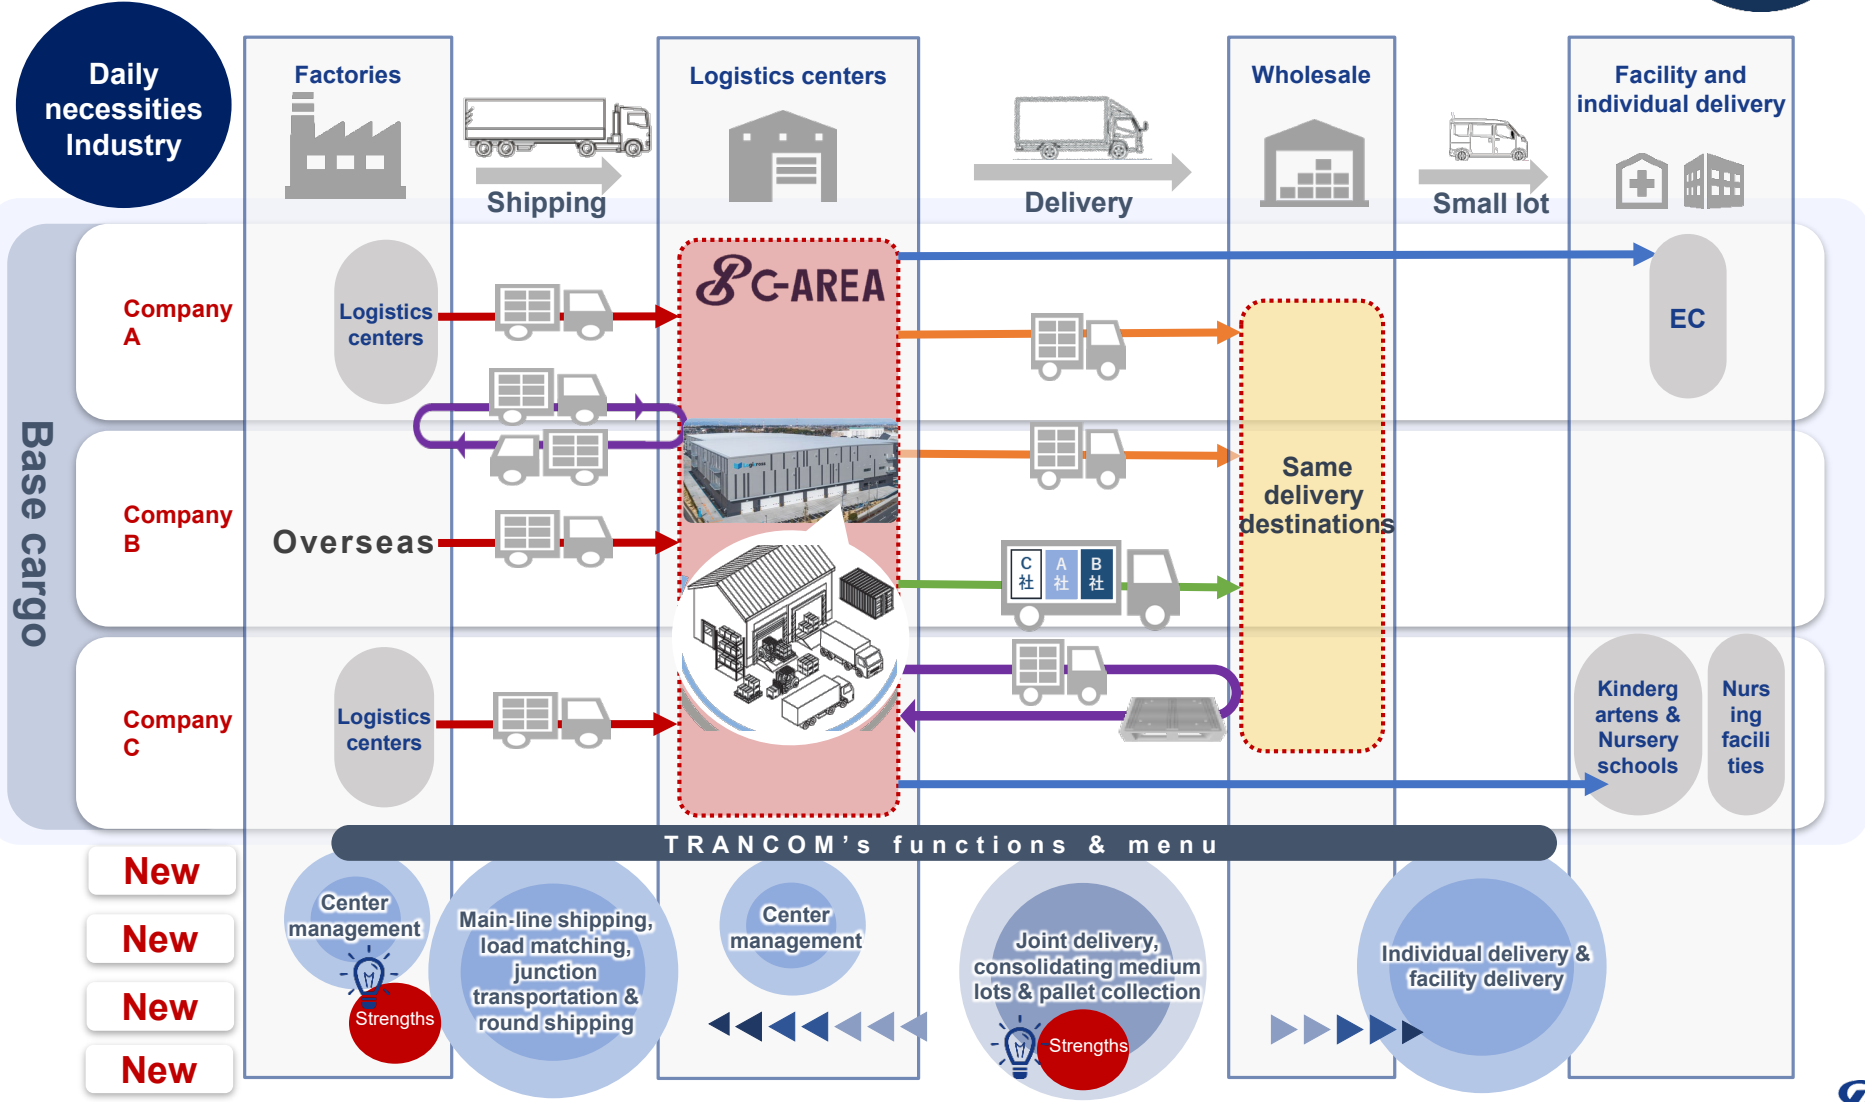 Daily
necessities
Industry
Factories
Logistics centers
Wholesale
Facility and
individual delivery
Shipping
Delivery
Small lot
Base cargo
Company
A
Logistics
centers
C-AREA
EC
Company
B
Overseas
Same
delivery
destinations
C
社
A
社
B
社
Company
C
Logistics
centers
Kinderg
artens &
Nursery
schools
Nurs
ing
facili
ties
TRANCOM's functions & menu
New
New
New
New
Center
management
Strengths
Main-line shipping,
load matching,
junction
transportation &
round shipping
Center
management
Joint delivery,
consolidating medium
lots & pallet collection
Strengths
Individual delivery &
facility delivery